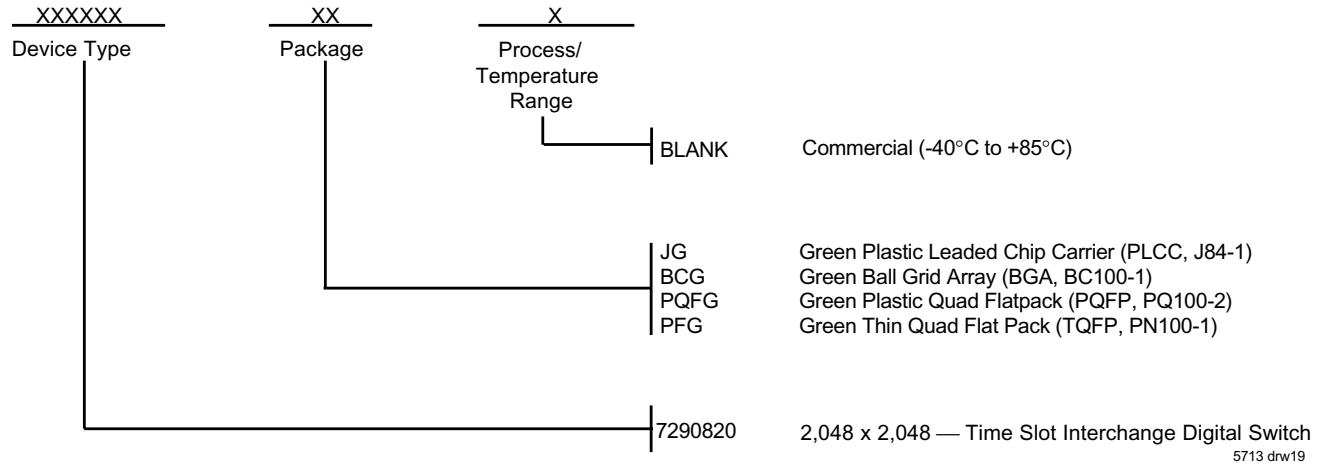 XXXXXX XX X
Device Type Package Process/
Temperature
Range
BLANK Commercial (-40°C to +85°C)
JG Green Plastic Leaded Chip Carrier (PLCC, J84-1)
BCG Green Ball Grid Array (BGA, BC100-1)
PQFG Green Plastic Quad Flatpack (PQFP, PQ100-2)
PFG Green Thin Quad Flat Pack (TQFP, PN100-1)
7290820 2,048 x 2,048 — Time Slot Interchange Digital Switch
5713 drw19